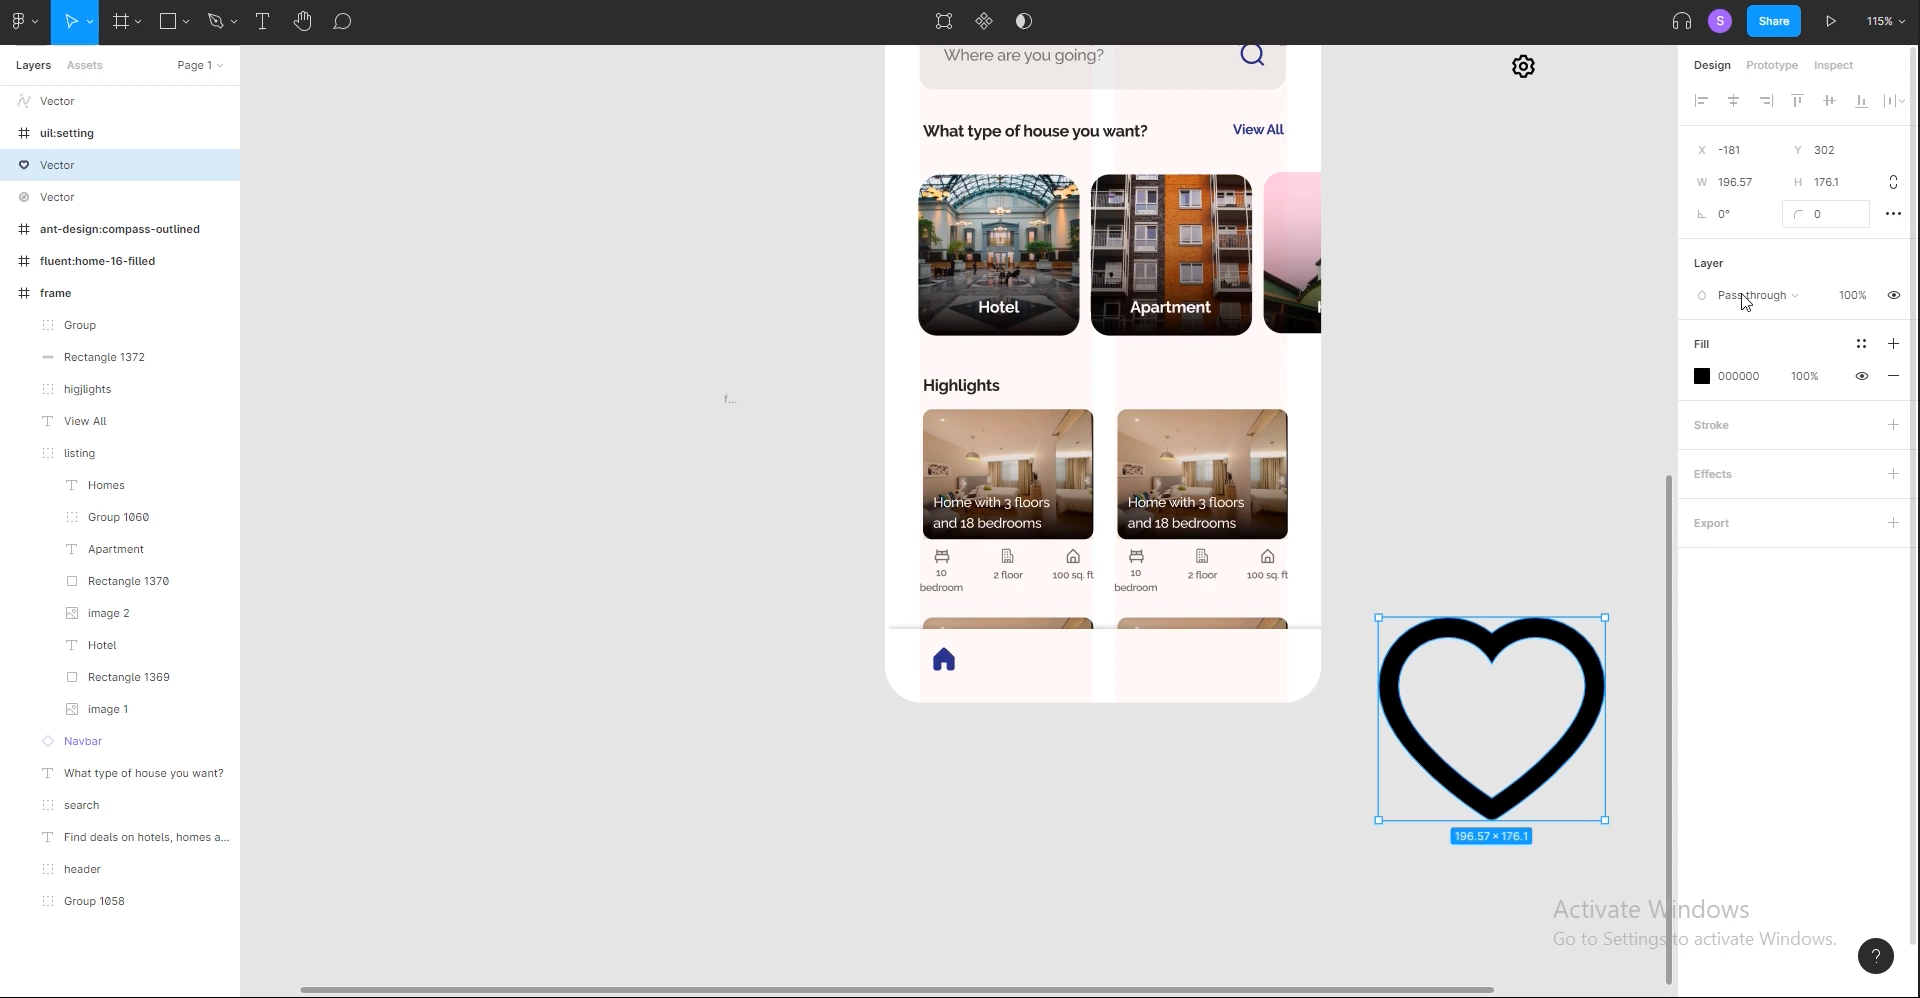 S
Share
115%
Layers
Assets
Page 1
Design
Prototype
Inspect
Vector
uil:setting
Vector
Vector
ant-design:compass-outlined
fluent:home-16-filled
frame
Group
Rectangle 1372
higjlights
View All
listing
Homes
Group 1060
Apartment
Rectangle 1370
image 2
Hotel
Rectangle 1369
image 1
Navbar
What type of house you want?
search
Find deals on hotels, homes a...
header
Group 1058
f...
Where are you going?
What type of house you want?
View All
Hotel
Apartment
Highlights
Home with 3 floors
and 18 bedrooms
Home with 3 floors
and 18 bedrooms
10
bedroom
2 floor
100 sq. ft
10
bedroom
2 floor
100 sq. ft
196.57 × 176.1
X -181
Y 302
W 196.57
H 176.1
0°
0
Layer
Pass through
100%
Fill
000000
100%
Stroke
Effects
Export
Activate Windows
Go to Settings to activate Windows.
?